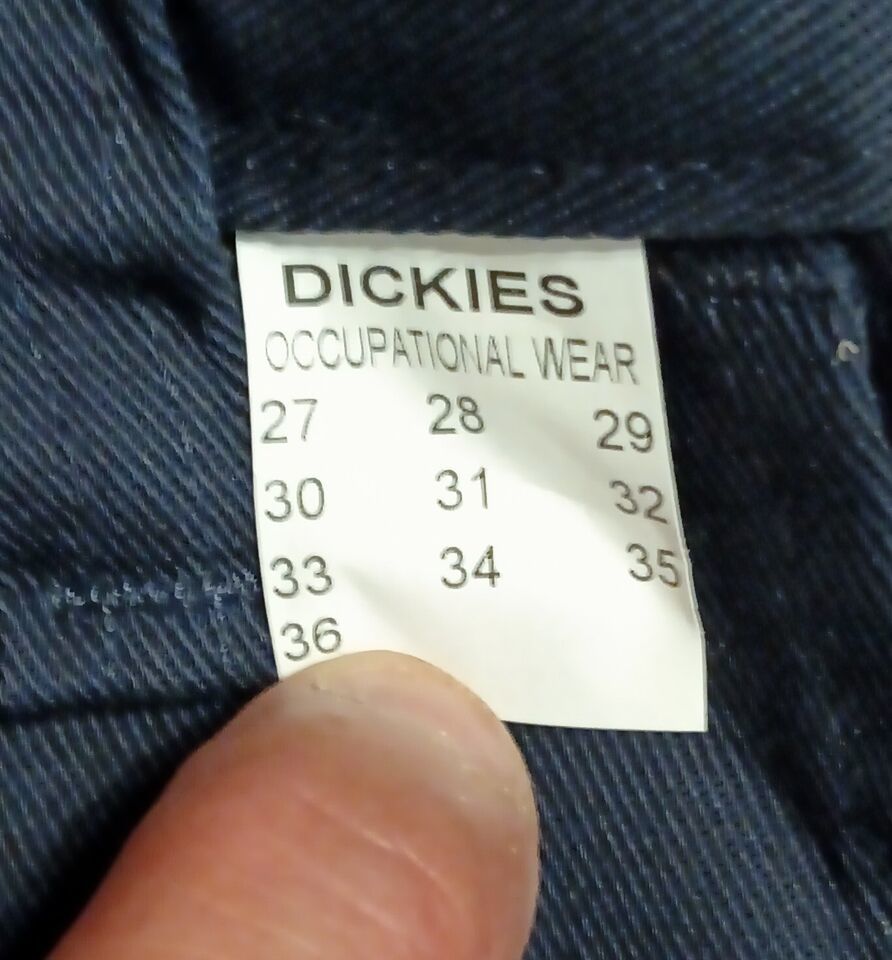 DICKIES
OCCUPATIONAL WEAR
27 28 29
30 31 32
33 34 35
36